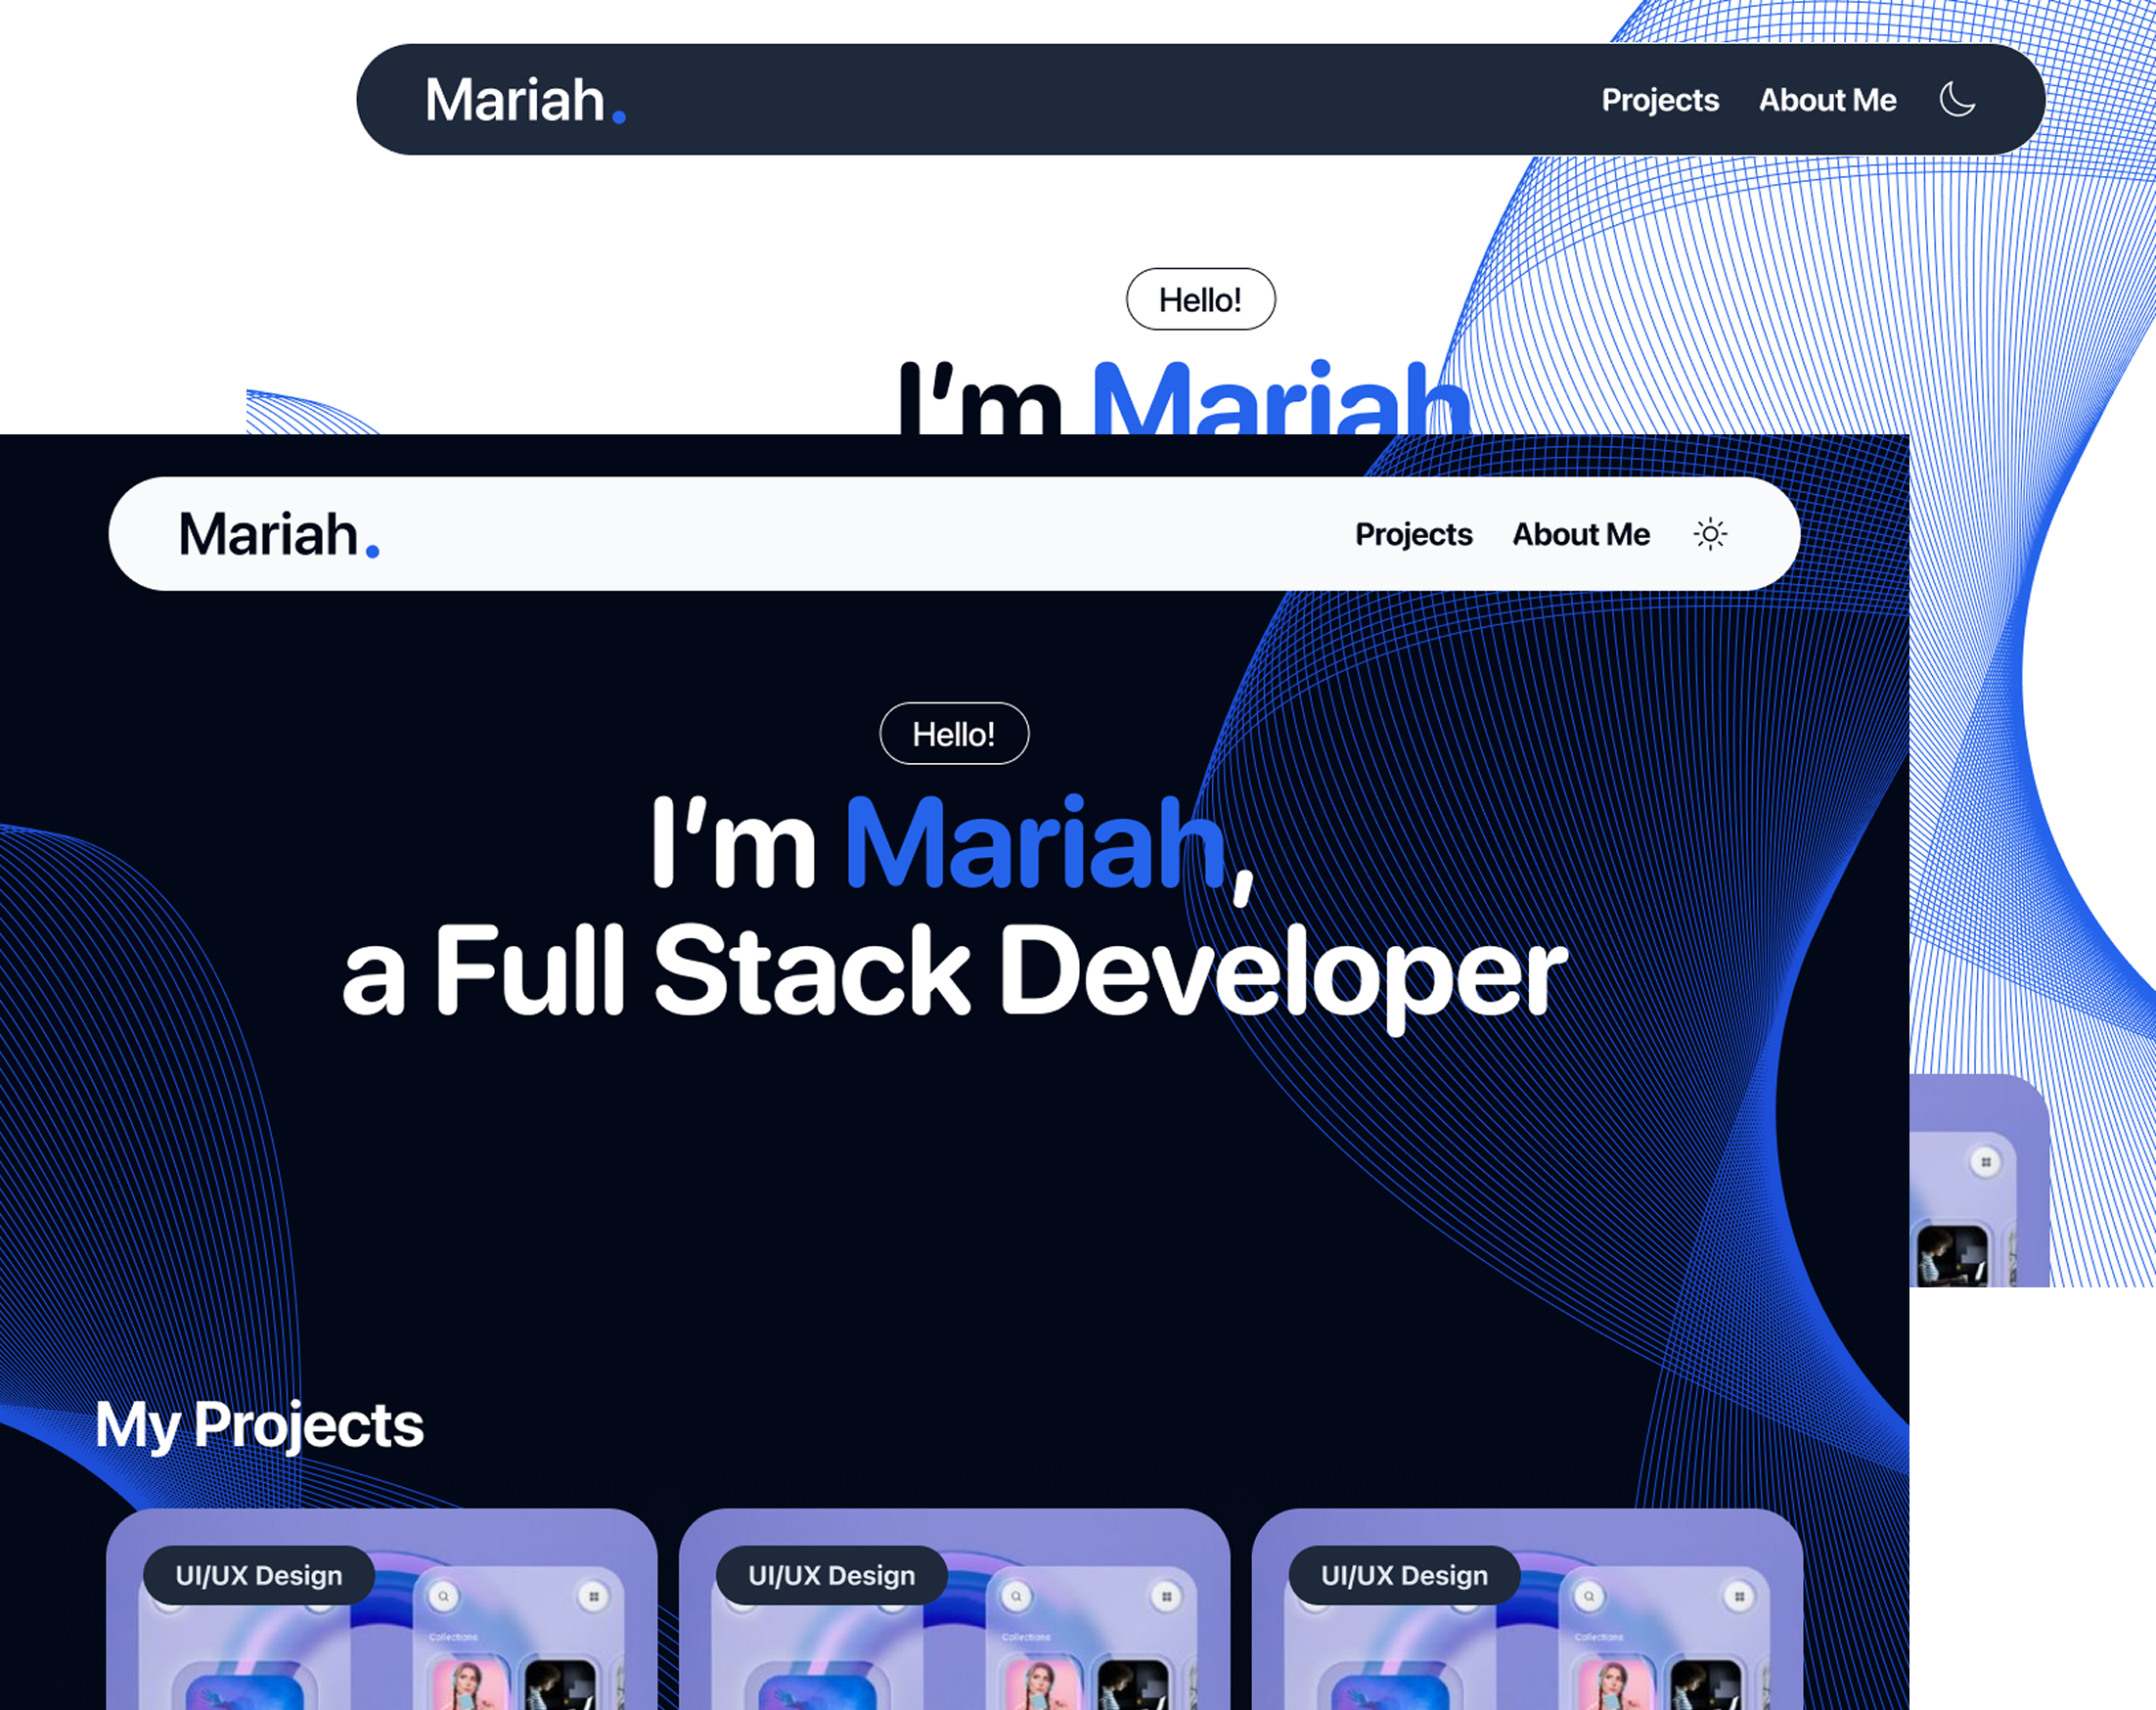 Mariah.
Projects
About Me
Hello!
I'm Mariah
Mariah.
Projects
About Me
Hello!
I'm Mariah,
a Full Stack Developer
My Projects
UI/UX Design
Collections
UI/UX Design
Collections
UI/UX Design
Collections